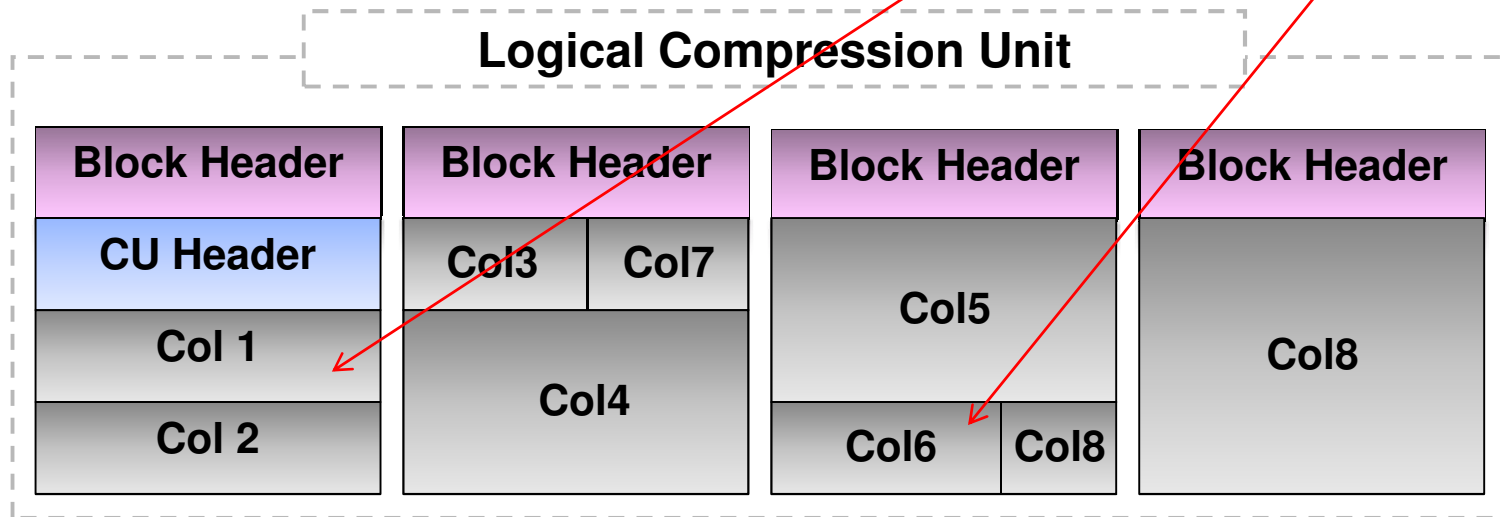 Logical Compression Unit
Block Header
CU Header
Col 1
Col 2
Block Header
Col3 Col7
Col4
Block Header
Col5
Col6 Col8
Block Header
Col8